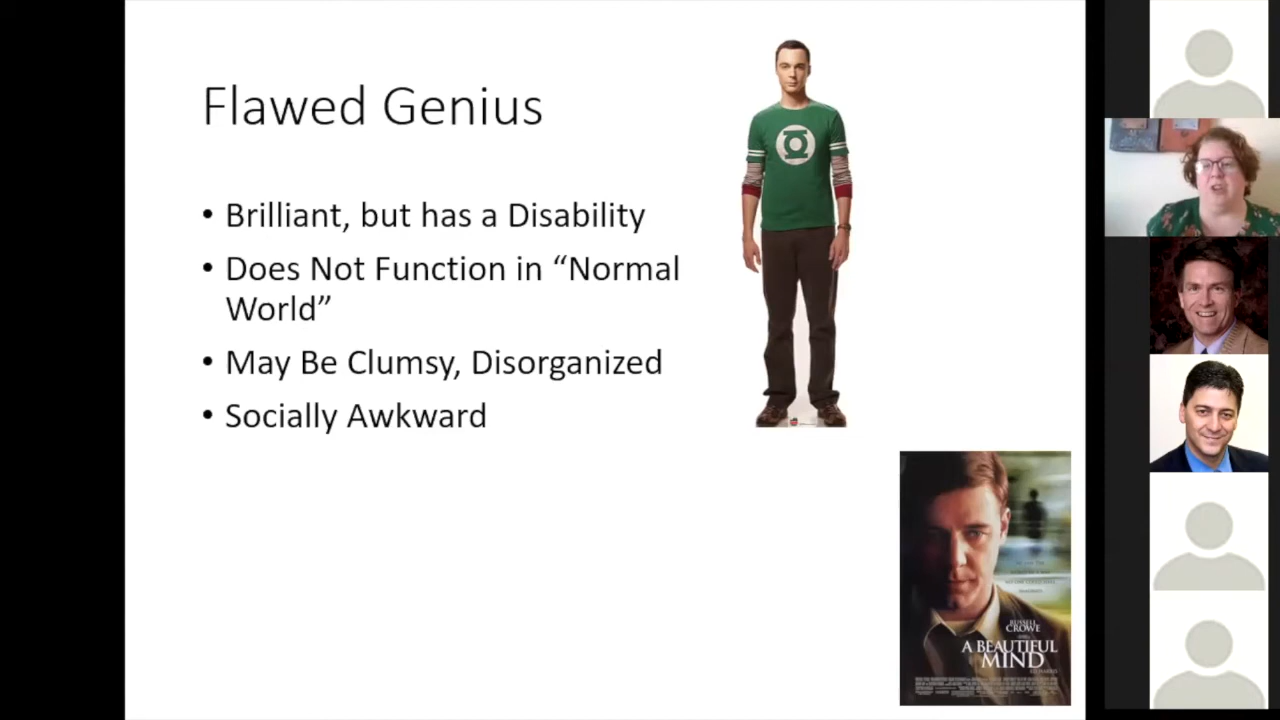 Flawed Genius
• Brilliant, but has a Disability
• Does Not Function in “Normal
World”
• May Be Clumsy, Disorganized
• Socially Awkward
RUSSELL
CROWE
A BEAUTIFUL
MIND